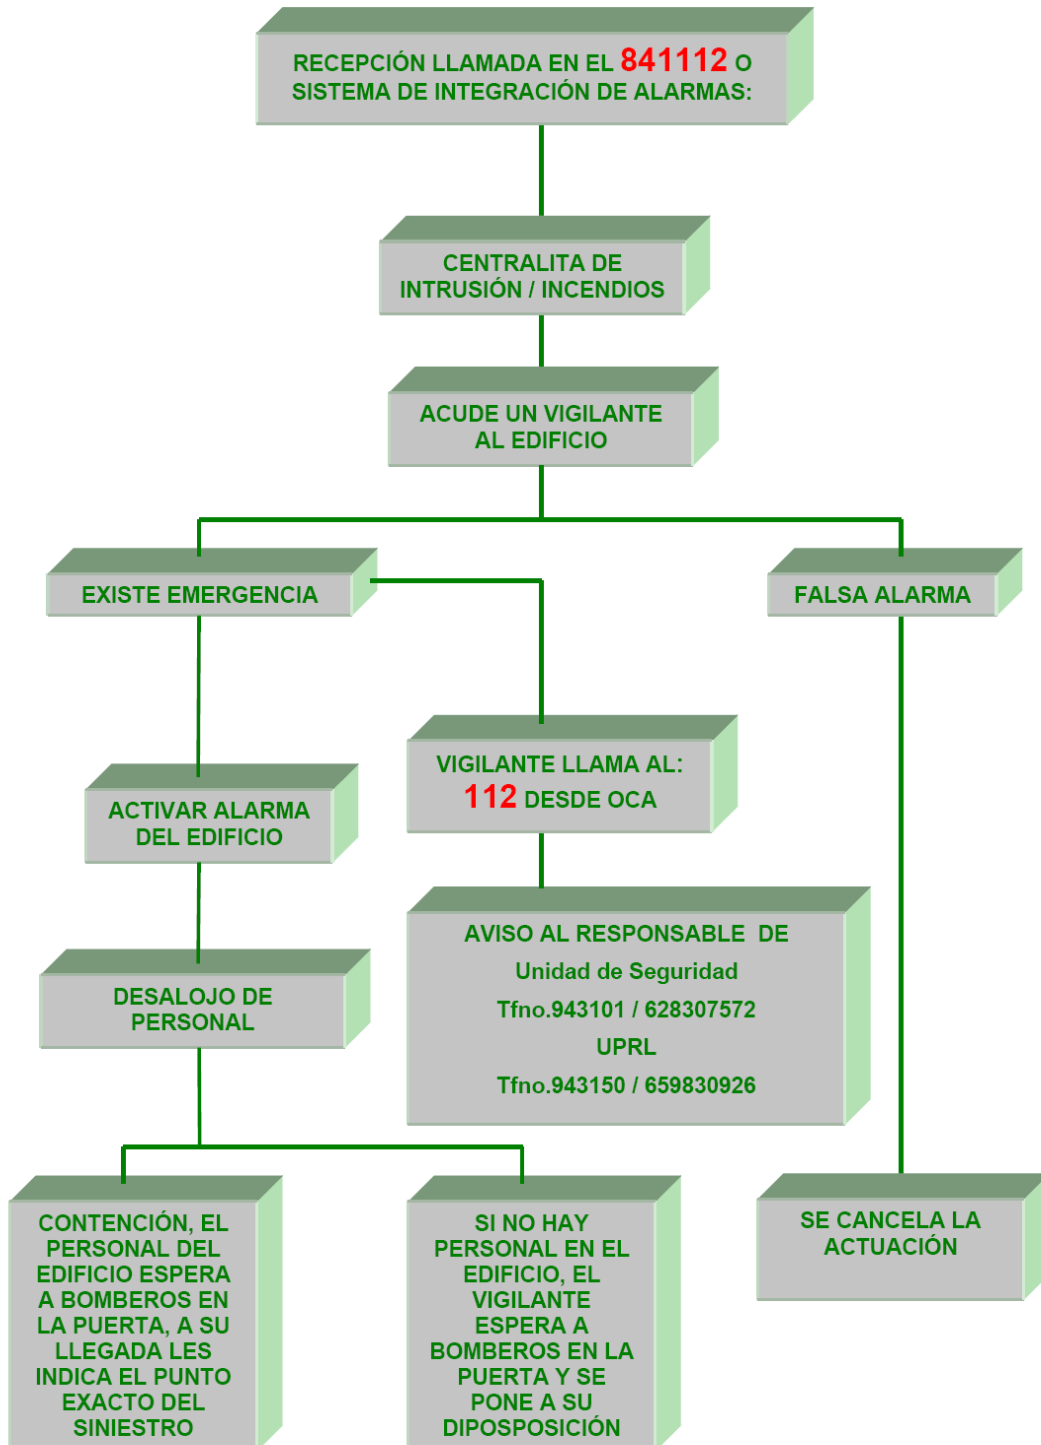 RECEPCIÓN LLAMADA EN EL 841112 O
SISTEMA DE INTEGRACIÓN DE ALARMAS:
CENTRALITA DE
INTRUSIÓN / INCENDIOS
ACUDE UN VIGILANTE
AL EDIFICIO
EXISTE EMERGENCIA
FALSA ALARMA
VIGILANTE LLAMA AL:
112 DESDE OCA
ACTIVAR ALARMA
DEL EDIFICIO
AVISO AL RESPONSABLE DE
Unidad de Seguridad
Tfno.943101 / 628307572
UPRL
Tfno.943150 / 659830926
DESALOJO DE
PERSONAL
CONTENCIÓN, EL
PERSONAL DEL
EDIFICIO ESPERA
A BOMBEROS EN
LA PUERTA, A SU
LLEGADA LES
INDICA EL PUNTO
EXACTO DEL
SINIESTRO
SI NO HAY
PERSONAL EN EL
EDIFICIO, EL
VIGILANTE
ESPERA A
BOMBEROS EN LA
PUERTA Y SE
PONE A SU
DIPOSPOSICIÓN
SE CANCELA LA
ACTUACIÓN